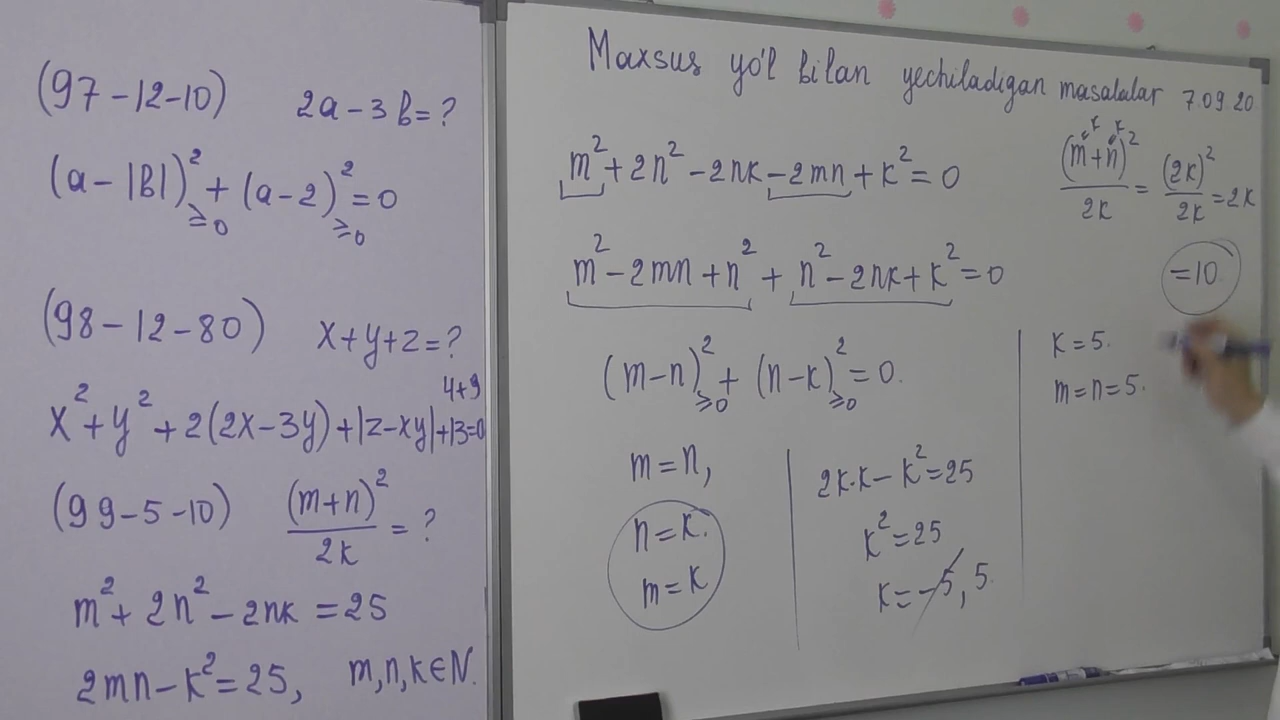 (97-12-10) 2a-3b=?
(a-|B|)²+(a-2)²=0
≥0 ≥0
(98-12-80) x+y+z=?
4+9
x²+y²+2(2x-3y)+|z-xy|+13=0
(99-5-10) (m+n)²/2k=?
m²+2n²-2nk=25
2mn-k²=25, m,n,k∈N.
Maxsus yo'l bilan yechiladigan masalalar 7.09.20
m²+2n²-2nk-2mn+k²=0
m²-2mn+n²+n²-2nk+k²=0
(m-n)²+(n-k)²=0.
≥0 ≥0
m=n,
n=k.
m=k
2k·k-k²=25
k²=25
k=-5, 5.
k k
(m+n)²/2k=(2k)²/2k=2k
=10.
k=5.
m=n=5.